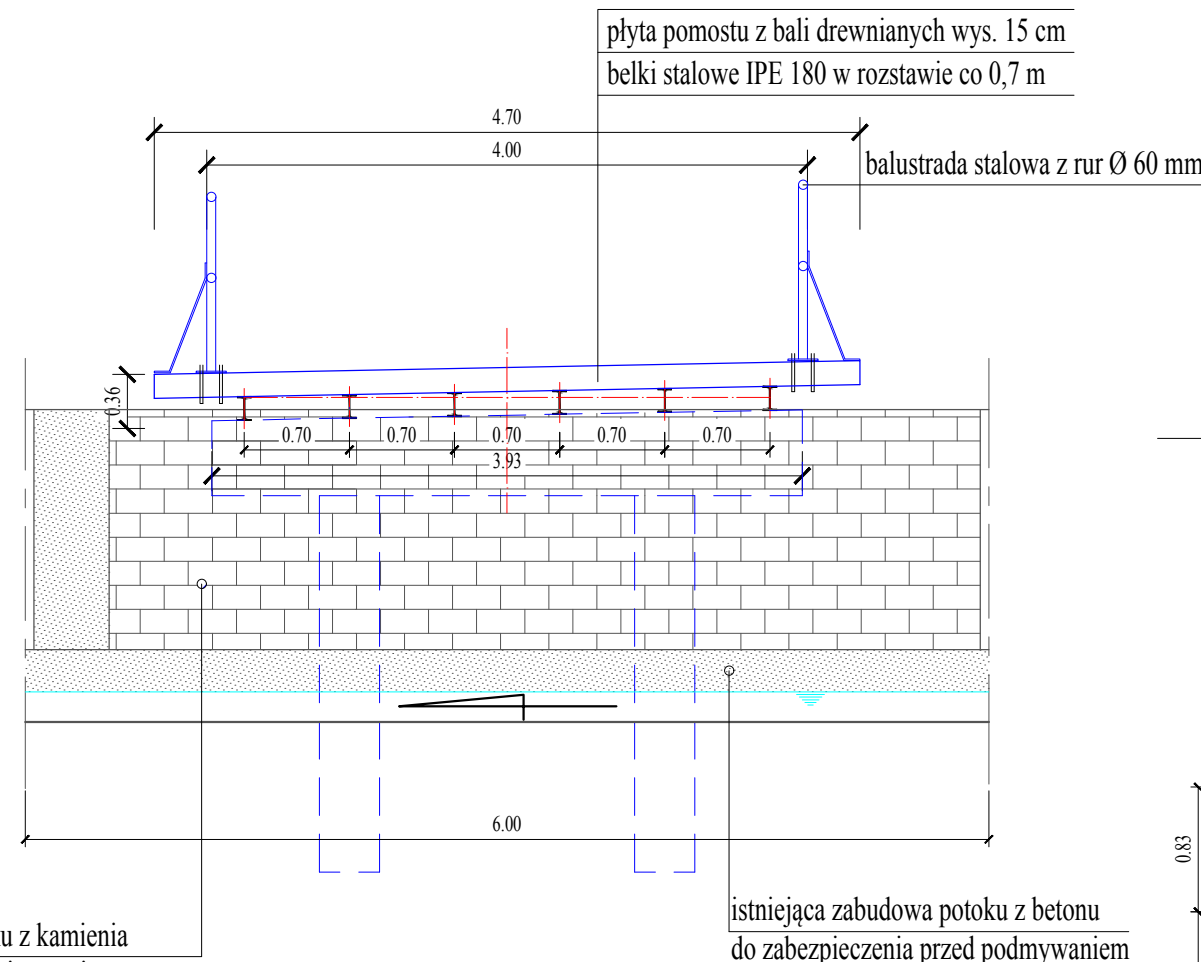 płyta pomostu z bali drewnianych wys. 15 cm
belki stalowe IPE 180 w rozstawie co 0,7 m
4.70
4.00
balustrada stalowa z rur Ø 60 mm
0.36
0.70 0.70 0.70 0.70 0.70
3.93
6.00
0.83
istniejąca zabudowa potoku z betonu
do zabezpieczenia przed podmywaniem
z kamienia